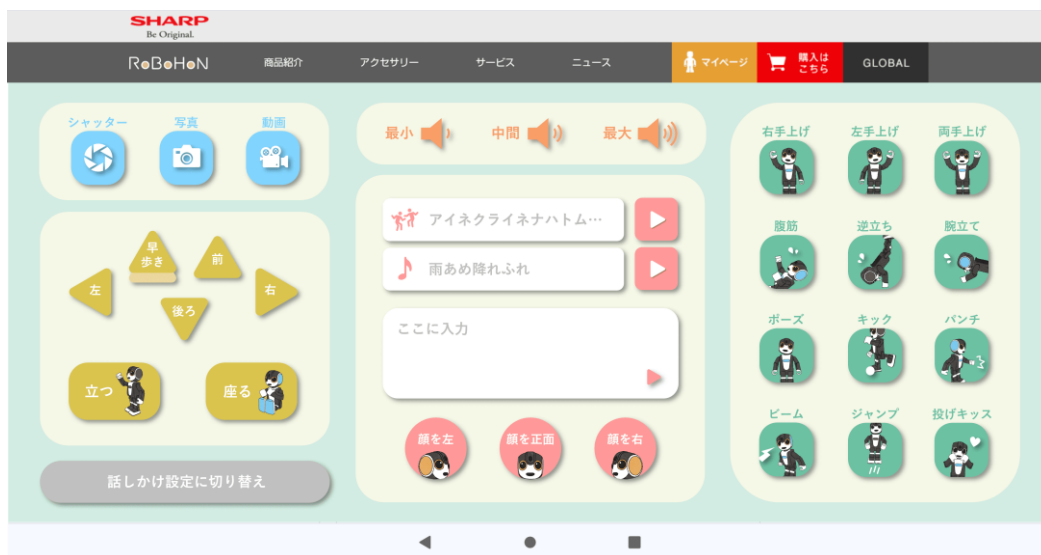 SHARP
Be Original.
RoBoHoN
商品紹介
アクセサリー
サービス
ニュース
マイページ
購入は
こちら
GLOBAL
シャッター
写真
動画
早
歩き
前
左
右
後ろ
立つ
座る
話しかけ設定に切り替え
最小
中間
最大
アイネクライネナハトム…
雨あめ降れふれ
ここに入力
顔を左
顔を正面
顔を右
右手上げ
左手上げ
両手上げ
腹筋
逆立ち
腕立て
ポーズ
キック
パンチ
ビーム
ジャンプ
投げキッス